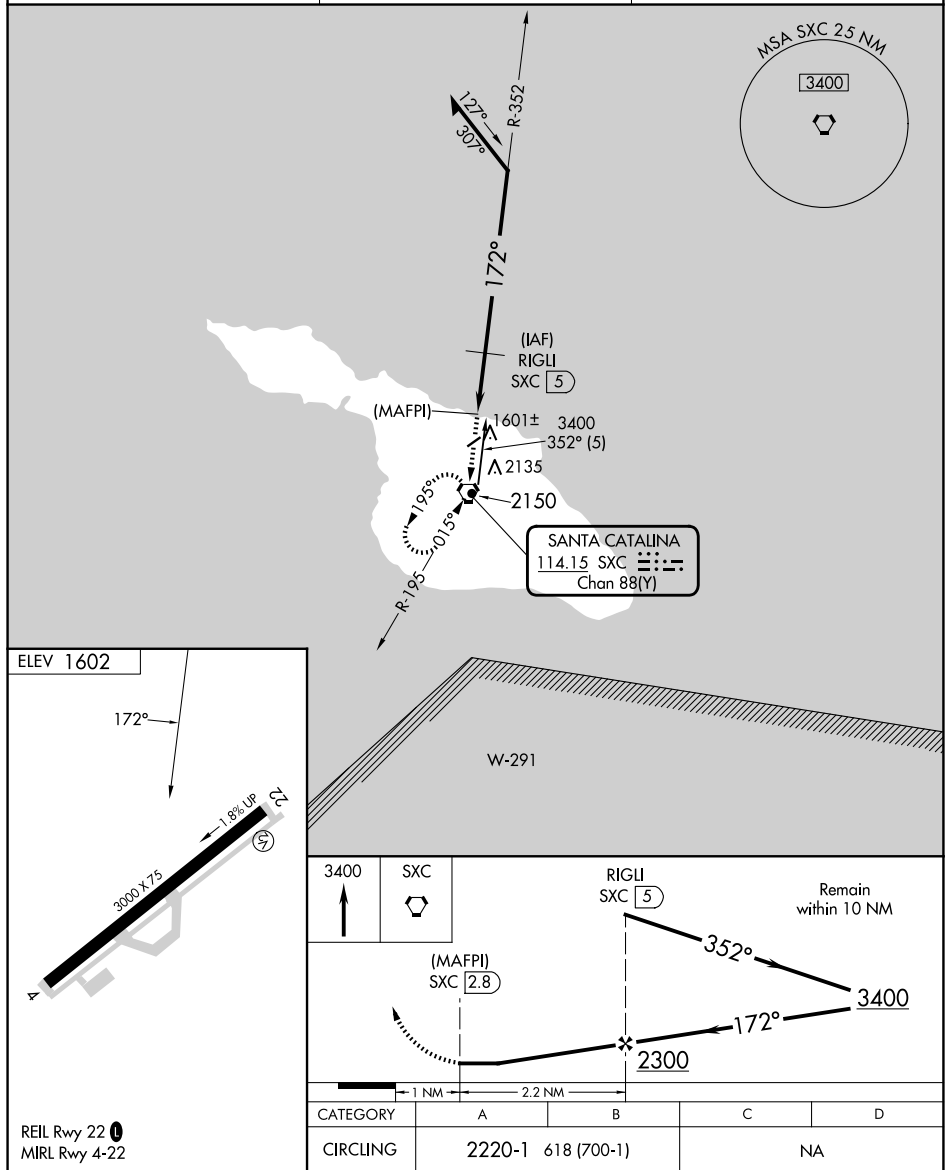 MSA SXC 25 NM
3400
R-352
127°
307°
172°
(IAF)
RIGLI
SXC 5
(MAFPI)
1601± 3400
352° (5)
2135
2150
195°
015°
R-195
SANTA CATALINA
114.15 SXC
Chan 88(Y)
W-291
ELEV 1602
172°
1.8% UP
22
V2
3000 X 75
4
REIL Rwy 22 L
MIRL Rwy 4-22
3400
SXC
RIGLI
SXC 5
Remain
within 10 NM
(MAFPI)
SXC 2.8
352°
3400
172°
2300
1 NM
2.2 NM
CATEGORY A B C D
CIRCLING 2220-1 618 (700-1) NA